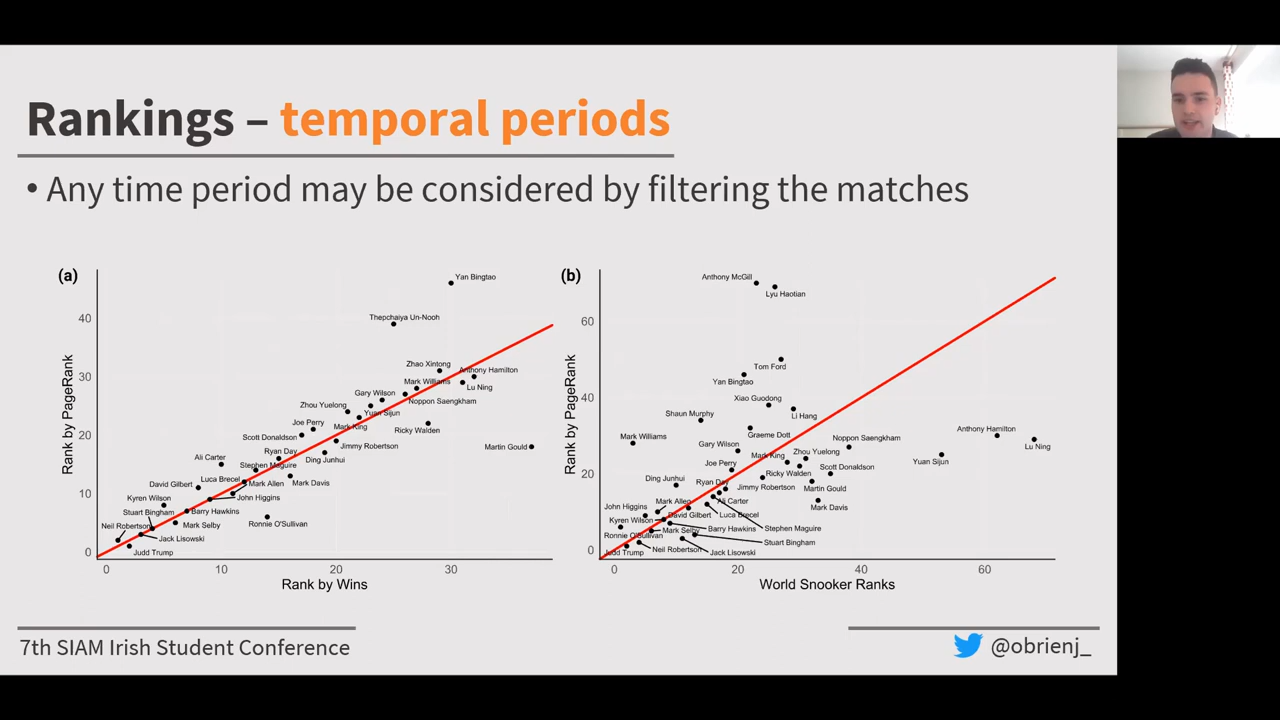 Rankings – temporal periods
• Any time period may be considered by filtering the matches
(a)
Yan Bingtao
Thepchaiya Un-Nooh
Zhao Xintong
Anthony Hamilton
Mark Williams
Lu Ning
Gary Wilson
Noppon Saengkham
Zhou Yuelong
Yuan Sijun
Joe Perry
Mark King
Ricky Walden
Scott Donaldson
Jimmy Robertson
Martin Gould
Ryan Day
Ali Carter
Ding Junhui
Stephen Maguire
Luca Brecel
David Gilbert
Mark Allen
Mark Davis
Kyren Wilson
John Higgins
Stuart Bingham
Barry Hawkins
Neil Robertson
Mark Selby
Ronnie O'Sullivan
Jack Lisowski
Judd Trump
40
30
20
10
0
Rank by PageRank
0 10 20 30
Rank by Wins
(b)
Anthony McGill
Lyu Haotian
Tom Ford
Yan Bingtao
Xiao Guodong
Shaun Murphy
Li Hang
Mark Williams
Graeme Dott
Noppon Saengkham
Anthony Hamilton
Gary Wilson
Lu Ning
Mark King
Zhou Yuelong
Yuan Sijun
Joe Perry
Scott Donaldson
Ricky Walden
Ding Junhui
Ryan Day
Jimmy Robertson
Martin Gould
Mark Allen
Ali Carter
Mark Davis
John Higgins
David Gilbert
Luca Brecel
Kyren Wilson
Barry Hawkins
Stephen Maguire
Ronnie O'Sullivan
Mark Selby
Stuart Bingham
Judd Trump
Neil Robertson
Jack Lisowski
60
40
20
0
Rank by PageRank
0 20 40 60
World Snooker Ranks
7th SIAM Irish Student Conference
@obrienj_